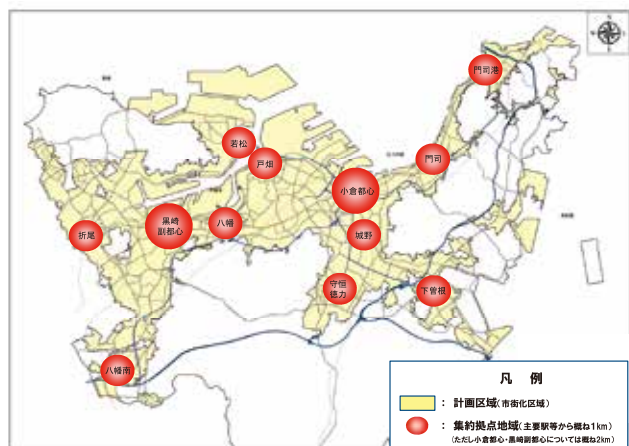 門司港
若松
戸畑
門司
小倉都心
黒崎
副都心
八幡
折尾
城野
守恒
徳力
下曽根
八幡南
凡 例
： 計画区域（市街化区域）
： 集約拠点地域（主要駅等から概ね1km）
（ただし小倉都心・黒崎副都心については概ね2km）